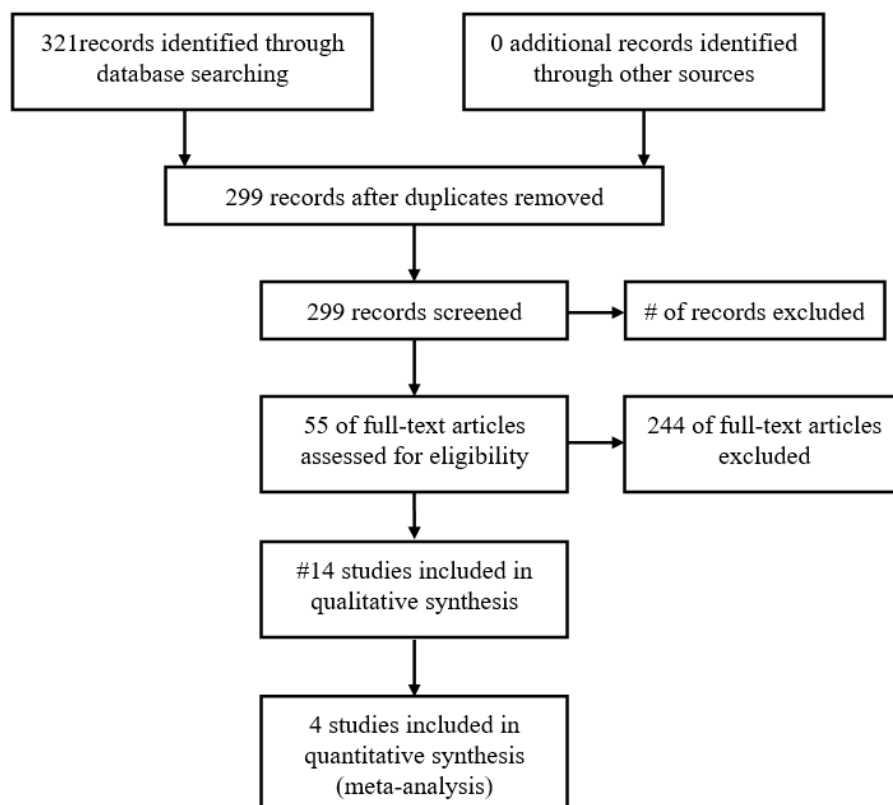 321records identified through
database searching
0 additional records identified
through other sources
299 records after duplicates removed
299 records screened
# of records excluded
55 of full-text articles
assessed for eligibility
244 of full-text articles
excluded
#14 studies included in
qualitative synthesis
4 studies included in
quantitative synthesis
(meta-analysis)